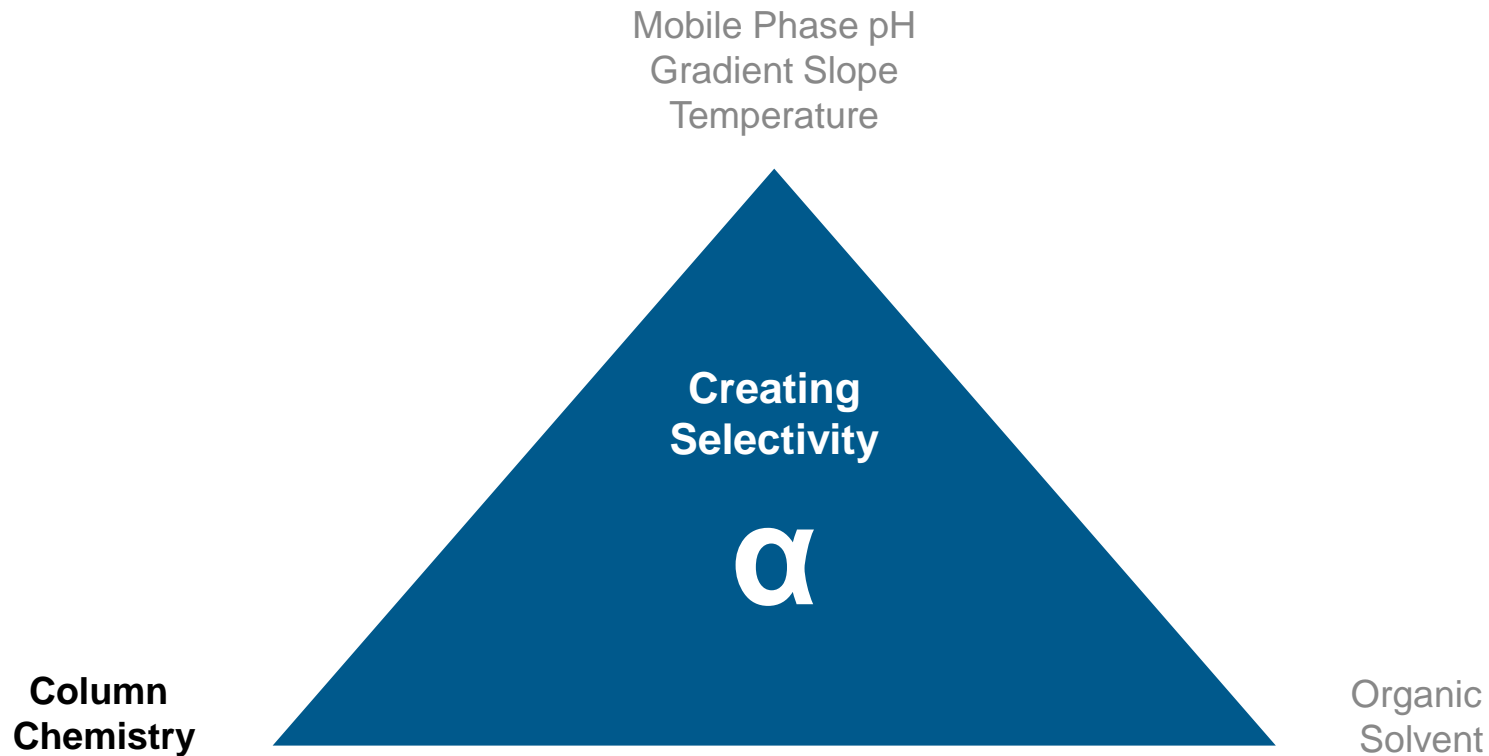 Mobile Phase pH
Gradient Slope
Temperature
Creating
Selectivity
α
Column
Chemistry
Organic
Solvent